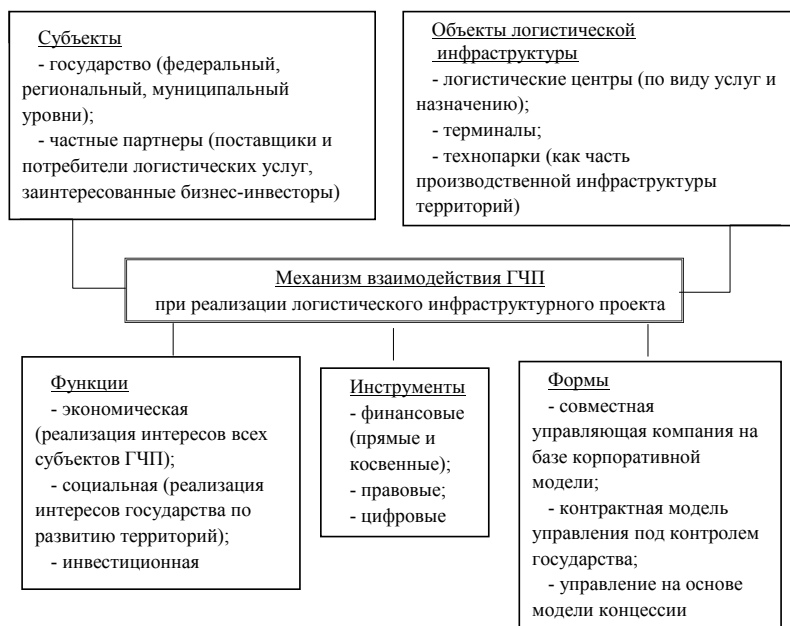 Субъекты
- государство (федеральный,
региональный, муниципальный
уровни);
- частные партнеры (поставщики и
потребители логистических услуг,
заинтересованные бизнес-инвесторы)
Объекты логистической
инфраструктуры
- логистические центры (по виду услуг и
назначению);
- терминалы;
- технопарки (как часть
производственной инфраструктуры
территорий)
Механизм взаимодействия ГЧП
при реализации логистического инфраструктурного проекта
Функции
- экономическая
(реализация интересов всех
субъектов ГЧП);
- социальная (реализация
интересов государства по
развитию территорий);
- инвестиционная
Инструменты
- финансовые
(прямые и
косвенные);
- правовые;
- цифровые
Формы
- совместная
управляющая компания на
базе корпоративной
модели;
- контрактная модель
управления под контролем
государства;
- управление на основе
модели концессии